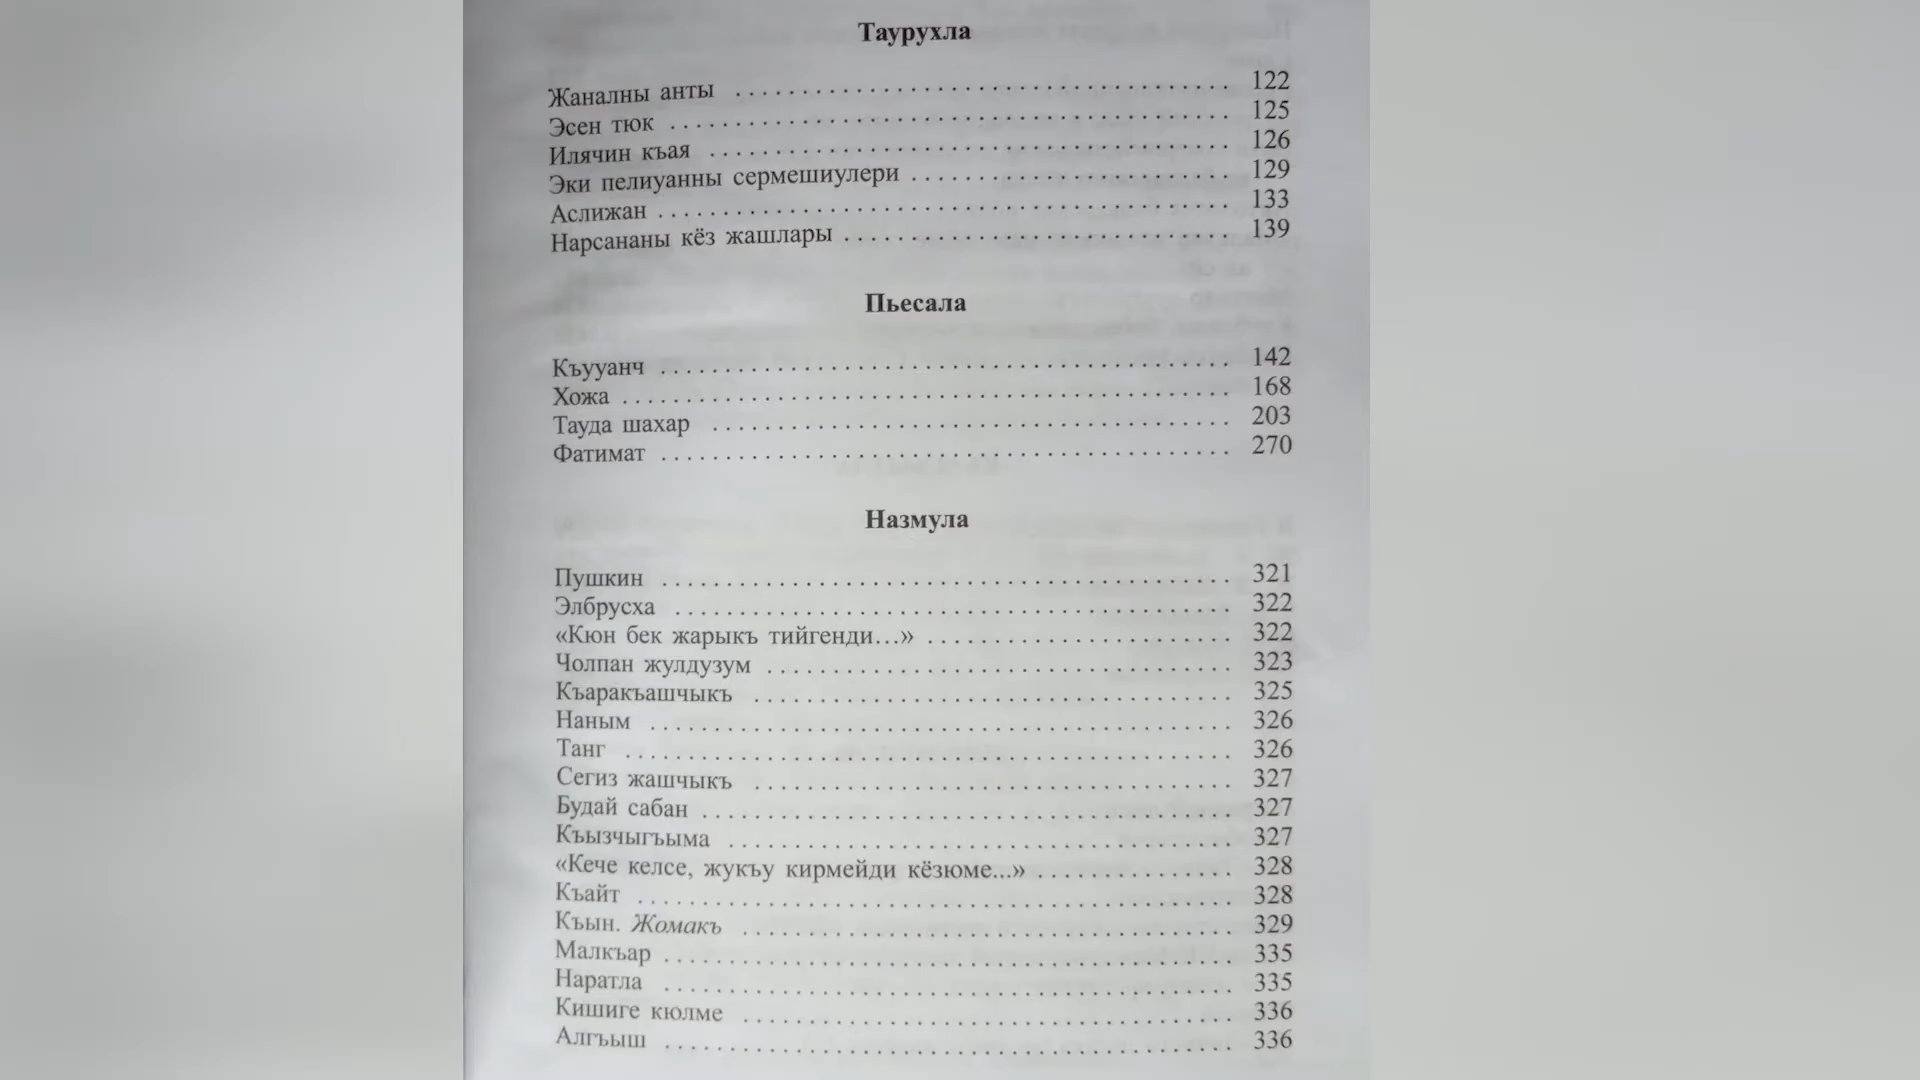 Таурухла
Жаналны анты 122
Эсен тюк 125
Илячин къая 126
Эки пелиуанны сермешиулери 129
Аслижан 133
Нарсананы кёз жашлары 139
Пьесала
Къууанч 142
Хожа 168
Тауда шахар 203
Фатимат 270
Назмула
Пушкин 321
Элбрусха 322
«Кюн бек жарыкъ тийгенди...» 322
Чолпан жулдузум 323
Къаракъашчыкъ 325
Наным 326
Танг 326
Сегиз жашчыкъ 327
Будай сабан 327
Къызчыгъыма 327
«Кече келсе, жукъу кирмейди кёзюме...» 328
Къайт 328
Къын. Жомакъ 329
Малкъар 335
Наратла 335
Кишиге кюлме 336
Алгъыш 336